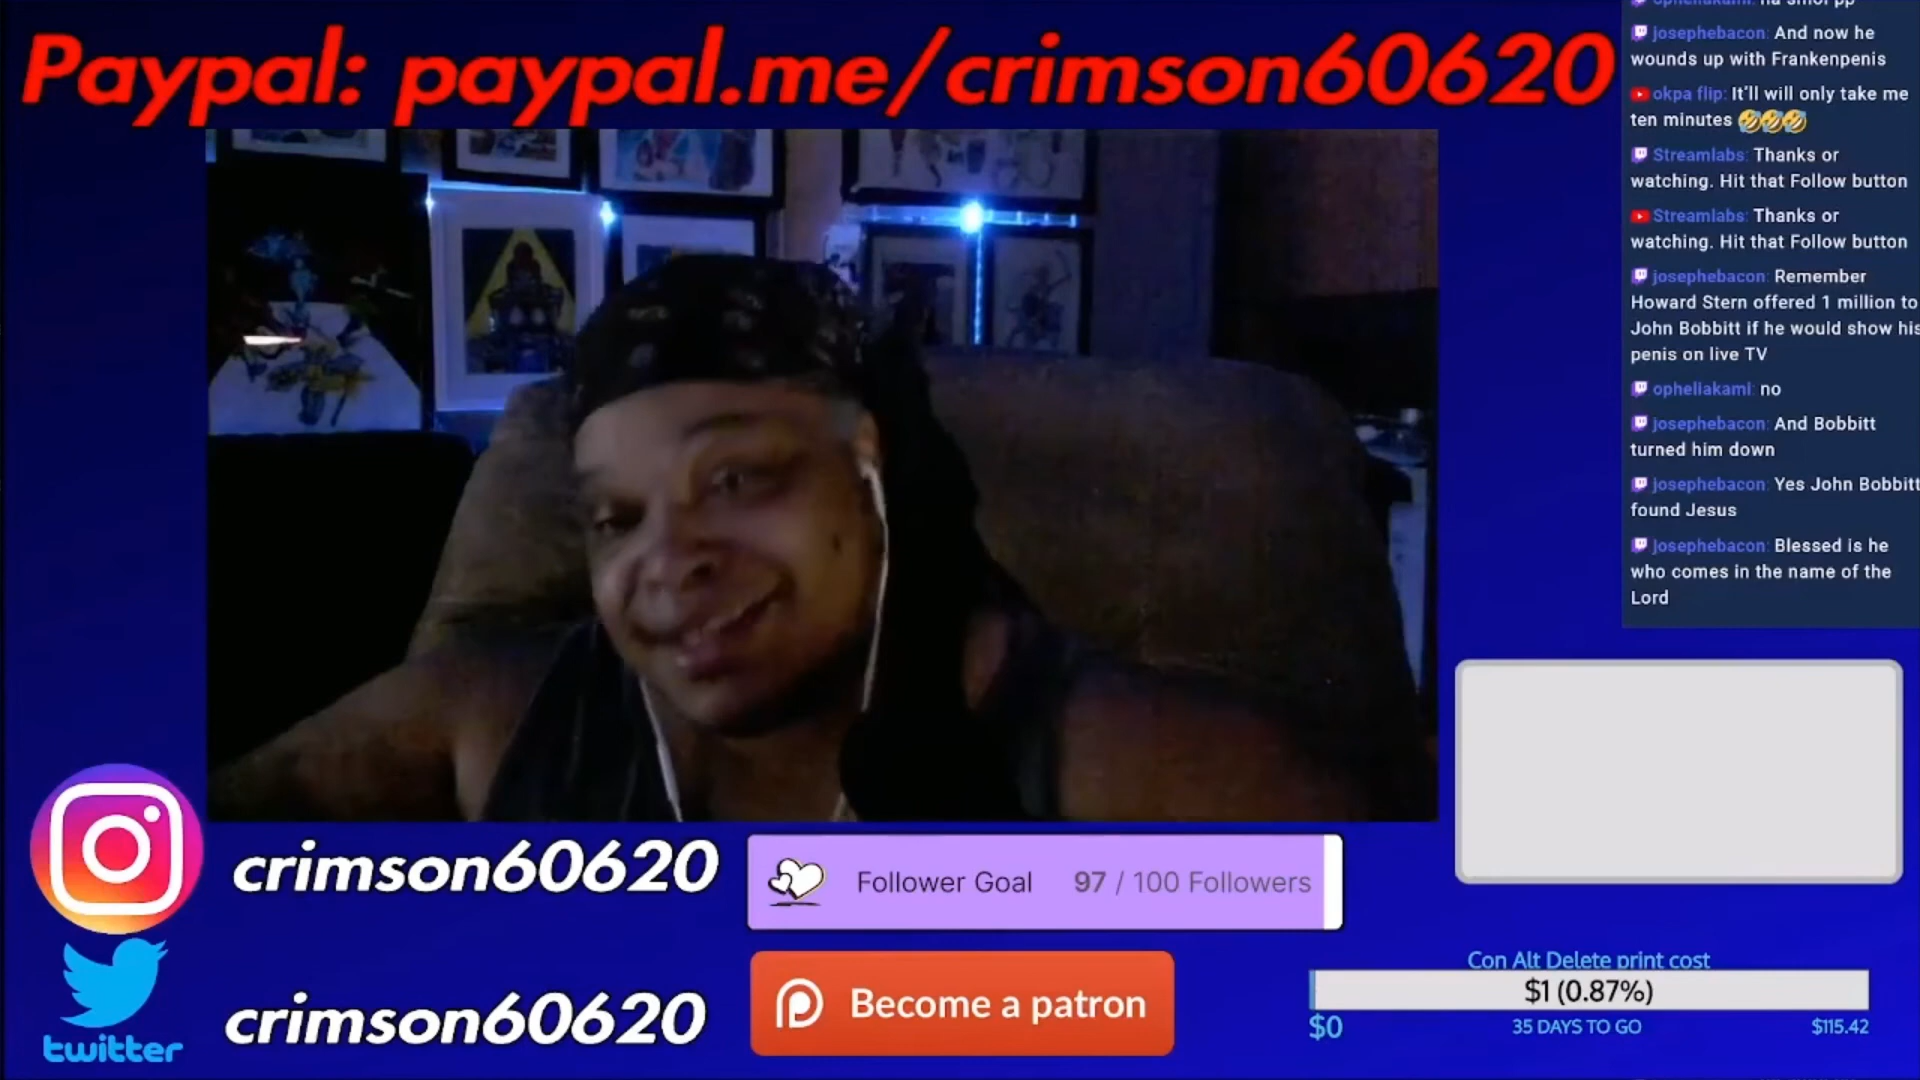 Paypal: paypal.me/crimson60620
josephebacon: And now he
wounds up with Frankenpenis
okpa flip: It'll will only take me
ten minutes 🤣🤣🤣
Streamlabs: Thanks or
watching. Hit that Follow button
Streamlabs: Thanks or
watching. Hit that Follow button
josephebacon: Remember
Howard Stern offered 1 million to
John Bobbitt if he would show his
penis on live TV
opheliakami: no
josephebacon: And Bobbitt
turned him down
josephebacon: Yes John Bobbitt
found Jesus
josephebacon: Blessed is he
who comes in the name of the
Lord
crimson60620
Follower Goal 97 / 100 Followers
twitter
crimson60620
Become a patron
Con Alt Delete print cost
$1 (0.87%)
$0 35 DAYS TO GO $115.42